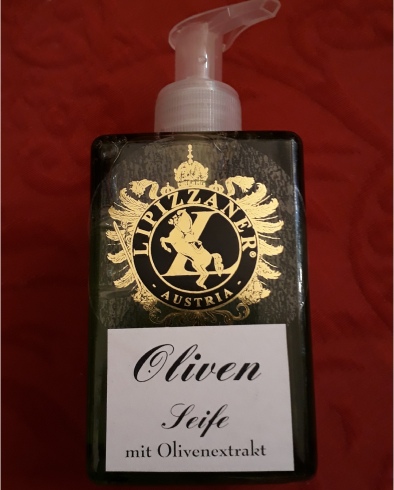 LIPIZZANER®
L
- AUSTRIA -
Oliven
Seife
mit Olivenextrakt